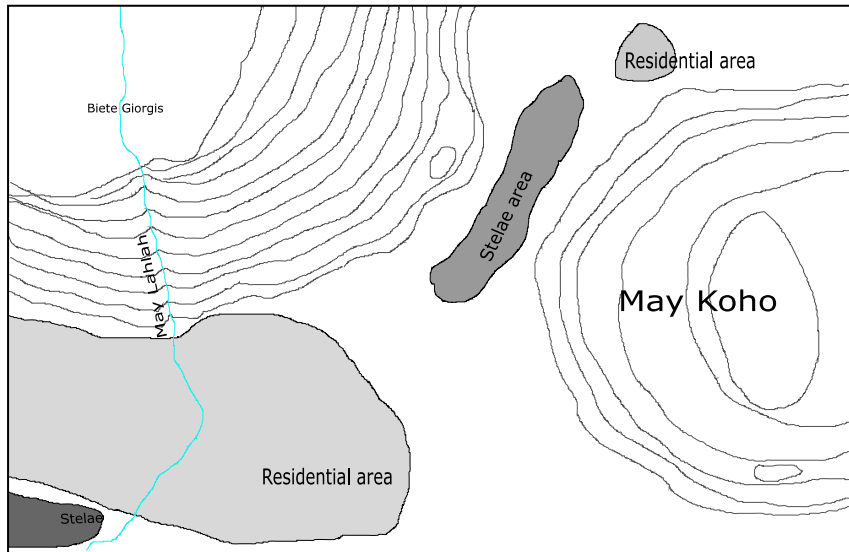 Residential area
Biete Giorgis
Stelae area
May Lahlah
May Koho
Residential area
Stelae